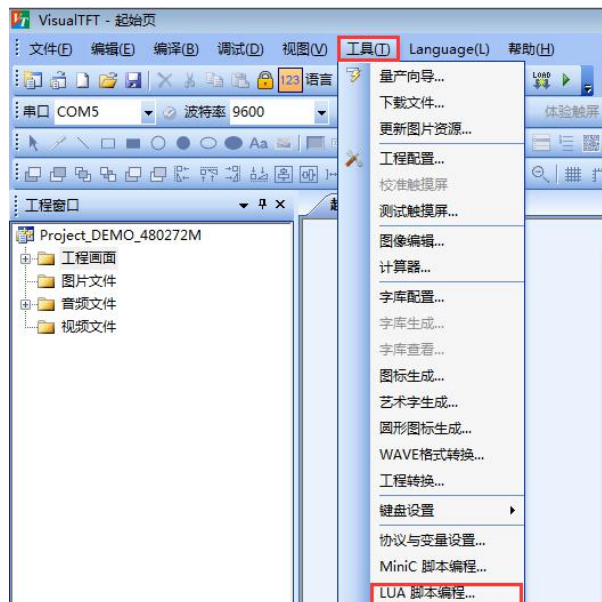 VisualTFT - 起始页
文件(F) 编辑(E) 编译(B) 调试(D) 视图(V) 工具(T) Language(L) 帮助(H)
123 语言
LOAD
串口 COM5 波特率 9600 体验触屏
Aa
工程窗口
Project_DEMO_480272M
工程画面
图片文件
音频文件
视频文件
量产向导...
下载文件...
更新图片资源...
工程配置...
校准触摸屏
测试触摸屏...
图像编辑...
计算器...
字库配置...
字库生成...
字库查看...
图标生成...
艺术字生成...
圆形图标生成...
WAVE格式转换...
工程转换...
键盘设置
协议与变量设置...
MiniC 脚本编程...
LUA 脚本编程...